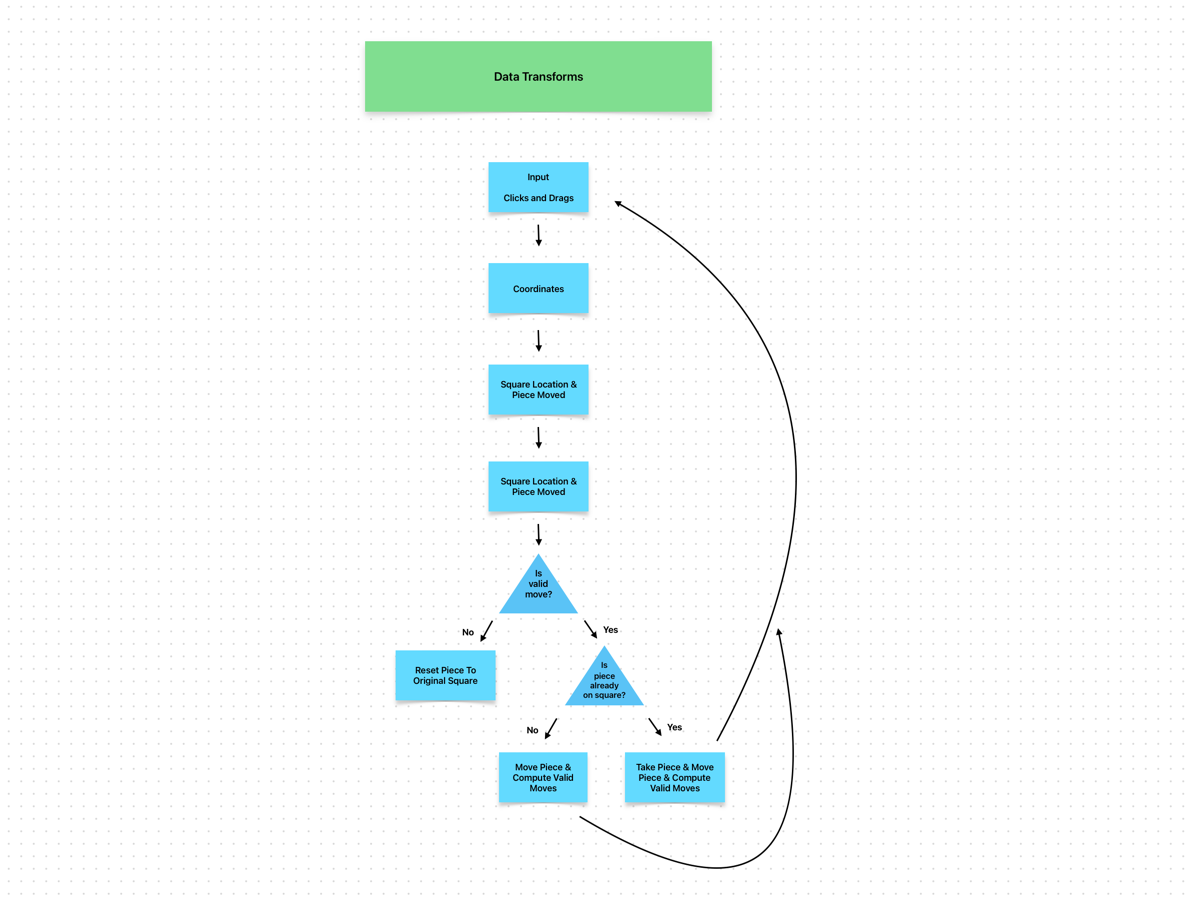 Data Transforms
Input
Clicks and Drags
Coordinates
Square Location &
Piece Moved
Square Location &
Piece Moved
Is
valid
move?
No
Yes
Reset Piece To
Original Square
Is
piece
already
on square?
No
Yes
Move Piece &
Compute Valid
Moves
Take Piece & Move
Piece & Compute
Valid Moves